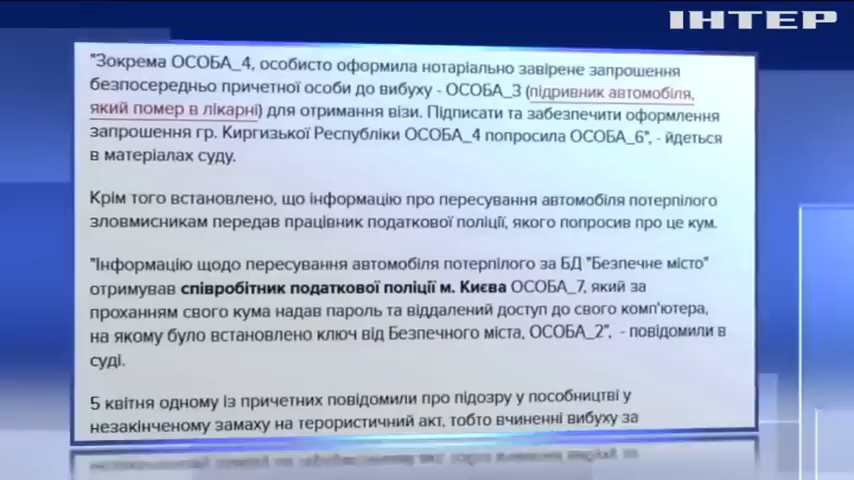 ІНТЕР
"Зокрема ОСОБА_4, особисто оформила нотаріально завірене запрошення
безпосередньо причетної особи до вибуху - ОСОБА_3 (підривник автомобіля,
який помер в лікарні) для отримання візи. Підписати та забезпечити оформлення
запрошення гр. Киргизької Республіки ОСОБА_4 попросила ОСОБА_6", - йдеться
в матеріалах суду.
Крім того встановлено, що інформацію про пересування автомобіля потерпілого
зловмисникам передав працівник податкової поліції, якого попросив про це кум.
"Інформацію щодо пересування автомобіля потерпілого за БД "Безпечне місто"
отримував співробітник податкової поліції м. Києва ОСОБА_7, який за
проханням свого кума надав пароль та віддалений доступ до свого комп'ютера,
на якому було встановлено ключ від Безпечного міста, ОСОБА_2", - повідомили в
суді.
5 квітня одному із причетних повідомили про підозру у пособництві у
незакінченому замаху на терористичний акт, тобто вчиненні вибуху за